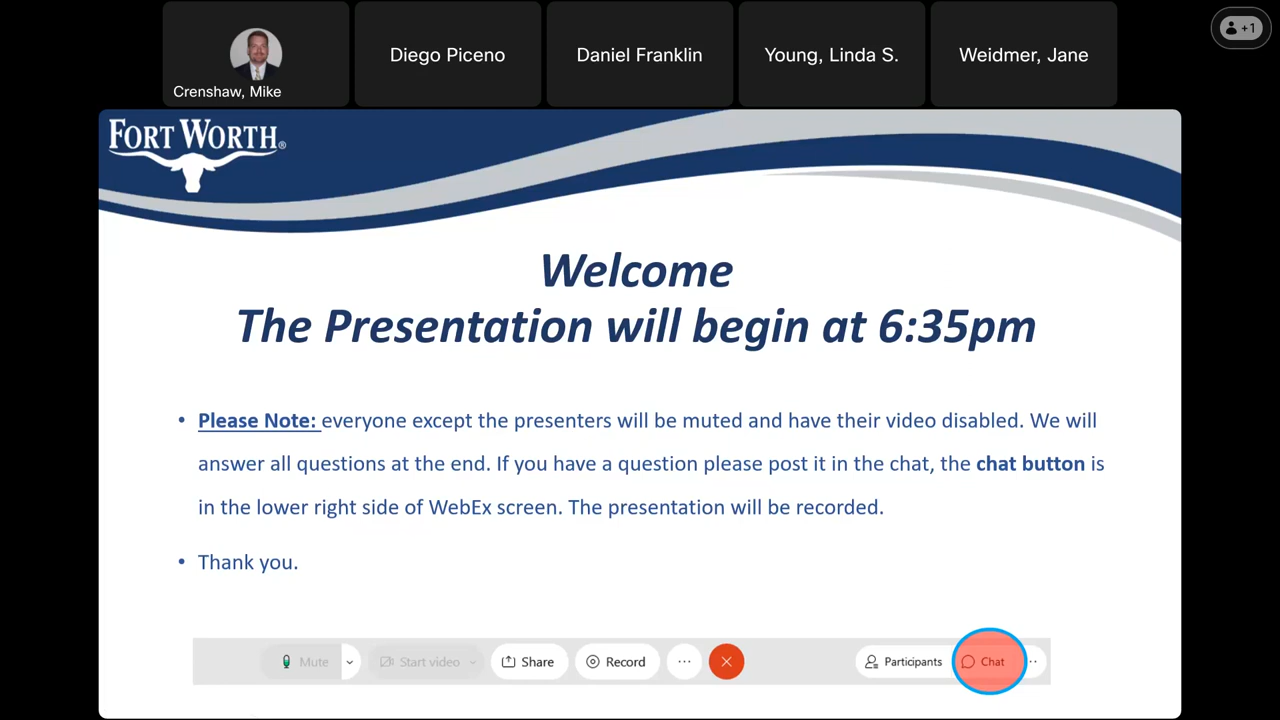 Crenshaw, Mike
Diego Piceno
Daniel Franklin
Young, Linda S.
Weidmer, Jane
+1
FORT WORTH®
Welcome
The Presentation will begin at 6:35pm
• Please Note: everyone except the presenters will be muted and have their video disabled. We will
answer all questions at the end. If you have a question please post it in the chat, the chat button is
in the lower right side of WebEx screen. The presentation will be recorded.
• Thank you.
Mute
Start video
Share
Record
Participants
Chat